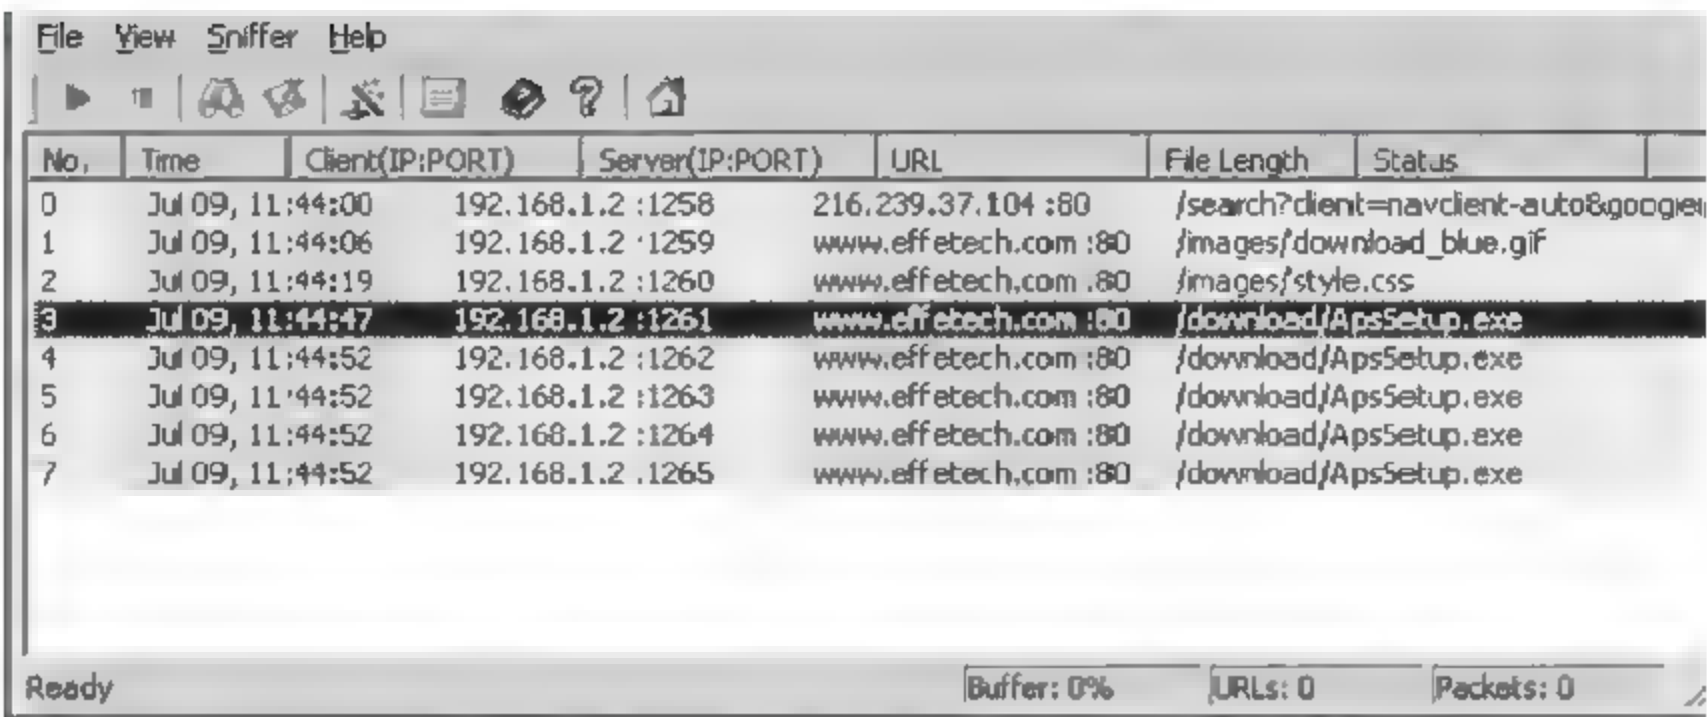 File View Sniffer Help
No. Time Client(IP:PORT) Server(IP:PORT) URL File Length Status
0 Jul 09, 11:44:00 192.168.1.2 :1258 216.239.37.104 :80 /search?client=navclient-auto&googlei
1 Jul 09, 11:44:06 192.168.1.2 :1259 www.effetech.com :80 /images/download_blue.gif
2 Jul 09, 11:44:19 192.168.1.2 :1260 www.effetech.com :80 /images/style.css
3 Jul 09, 11:44:47 192.168.1.2 :1261 www.effetech.com :80 /download/ApsSetup.exe
4 Jul 09, 11:44:52 192.168.1.2 :1262 www.effetech.com :80 /download/ApsSetup.exe
5 Jul 09, 11:44:52 192.168.1.2 :1263 www.effetech.com :80 /download/ApsSetup.exe
6 Jul 09, 11:44:52 192.168.1.2 :1264 www.effetech.com :80 /download/ApsSetup.exe
7 Jul 09, 11:44:52 192.168.1.2 :1265 www.effetech.com :80 /download/ApsSetup.exe
Ready Buffer: 0% URLs: 0 Packets: 0